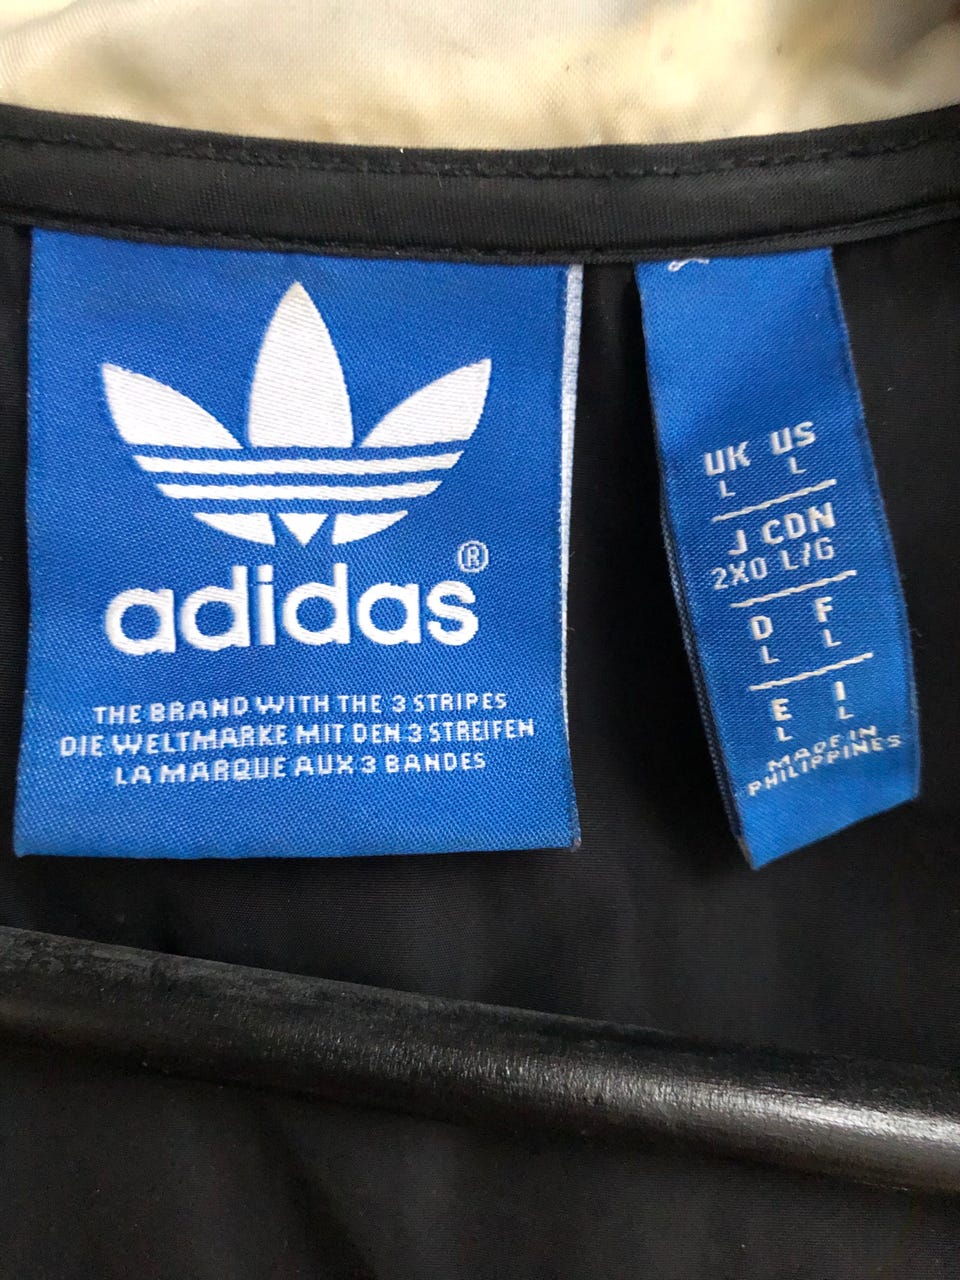 adidas®
THE BRAND WITH THE 3 STRIPES
DIE WELTMARKE MIT DEN 3 STREIFEN
LA MARQUE AUX 3 BANDES
UK US
L L
J CDN
2XO L/G
D F
L L
E I
L L
MADE IN
PHILIPPINES